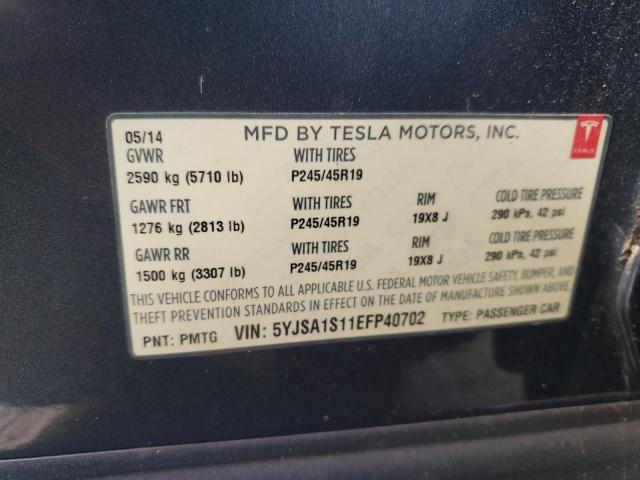 05/14 MFD BY TESLA MOTORS, INC.
TESLA
GVWR WITH TIRES
2590 kg (5710 lb) P245/45R19
GAWR FRT WITH TIRES RIM COLD TIRE PRESSURE
1276 kg (2813 lb) P245/45R19 19X8 J 290 kPa, 42 psi
GAWR RR WITH TIRES RIM COLD TIRE PRESSURE
1500 kg (3307 lb) P245/45R19 19X8 J 290 kPa, 42 psi
THIS VEHICLE CONFORMS TO ALL APPLICABLE U.S. FEDERAL MOTOR VEHICLE SAFETY, BUMPER, AND
THEFT PREVENTION STANDARDS IN EFFECT ON THE DATE OF MANUFACTURE SHOWN ABOVE.
PNT: PMTG VIN: 5YJSA1S11EFP40702 TYPE: PASSENGER CAR